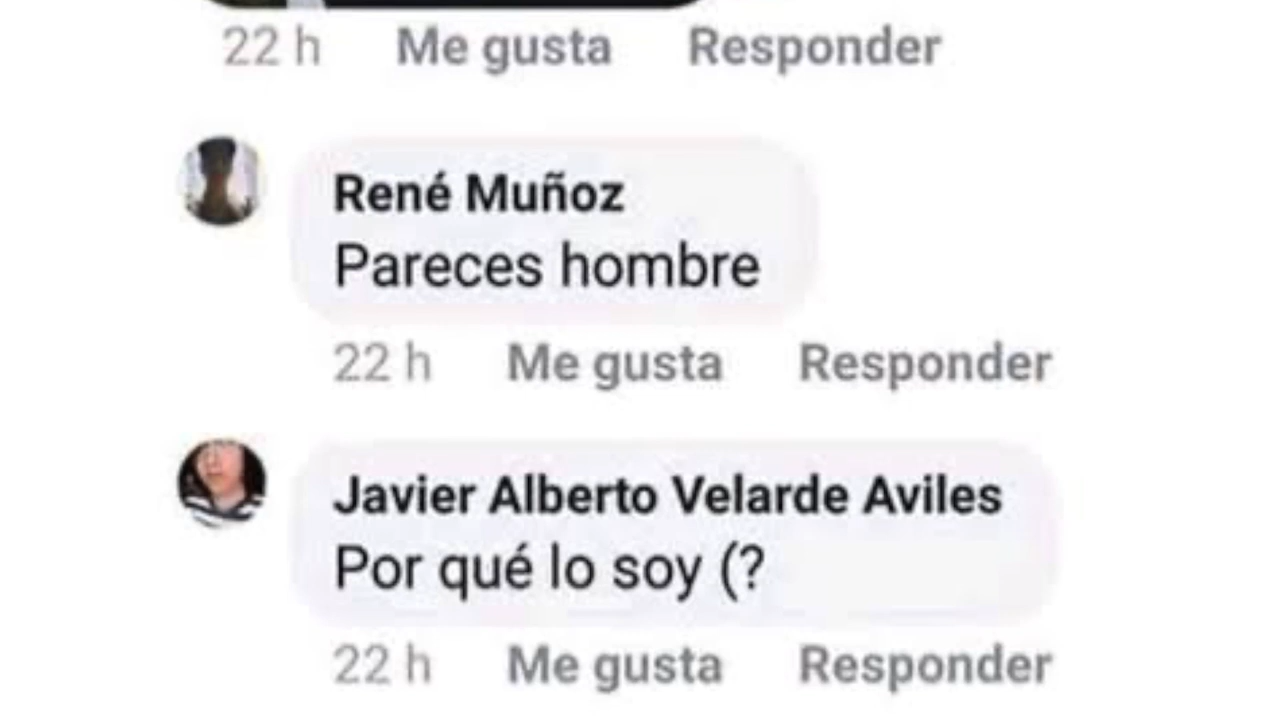 22 h Me gusta Responder
René Muñoz
Pareces hombre
22 h Me gusta Responder
Javier Alberto Velarde Aviles
Por qué lo soy (?
22 h Me gusta Responder